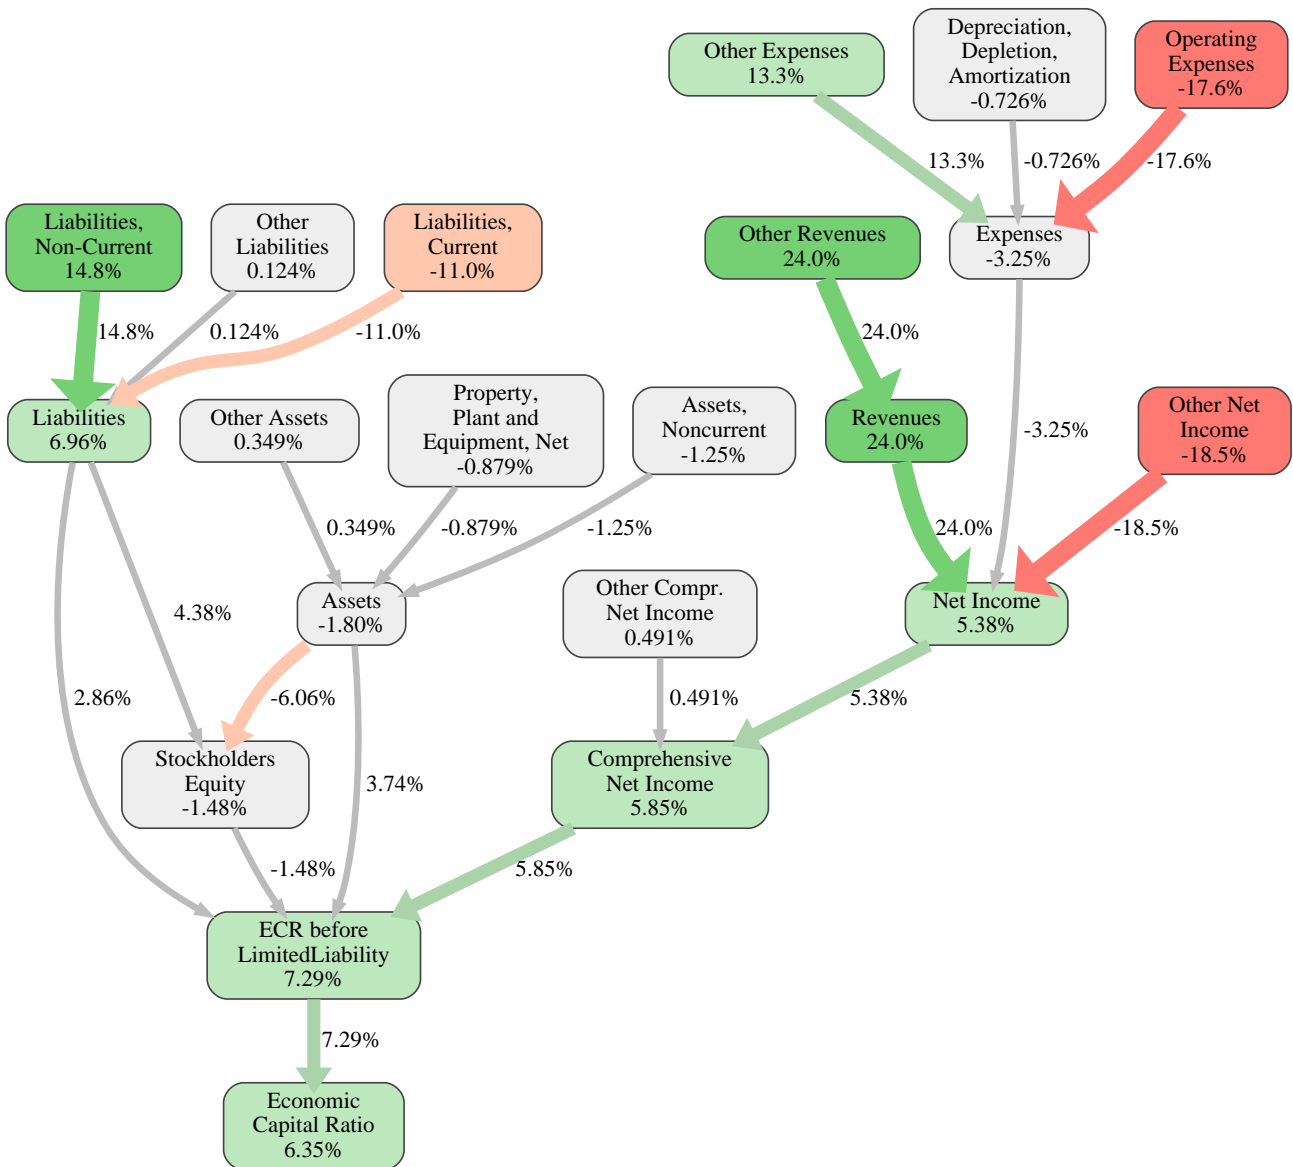 Other Expenses
13.3%
Depreciation,
Depletion,
Amortization
-0.726%
Operating
Expenses
-17.6%
13.3%
-0.726%
-17.6%
Liabilities,
Non-Current
14.8%
Other
Liabilities
0.124%
Liabilities,
Current
-11.0%
Other Revenues
24.0%
Expenses
-3.25%
14.8%
0.124%
-11.0%
24.0%
Liabilities
6.96%
Other Assets
0.349%
Property,
Plant and
Equipment, Net
-0.879%
Assets,
Noncurrent
-1.25%
Revenues
24.0%
-3.25%
Other Net
Income
-18.5%
0.349%
-0.879%
-1.25%
24.0%
-18.5%
4.38%
Assets
-1.80%
Other Compr.
Net Income
0.491%
Net Income
5.38%
2.86%
-6.06%
0.491%
5.38%
Stockholders
Equity
-1.48%
3.74%
Comprehensive
Net Income
5.85%
-1.48%
5.85%
ECR before
LimitedLiability
7.29%
7.29%
Economic
Capital Ratio
6.35%